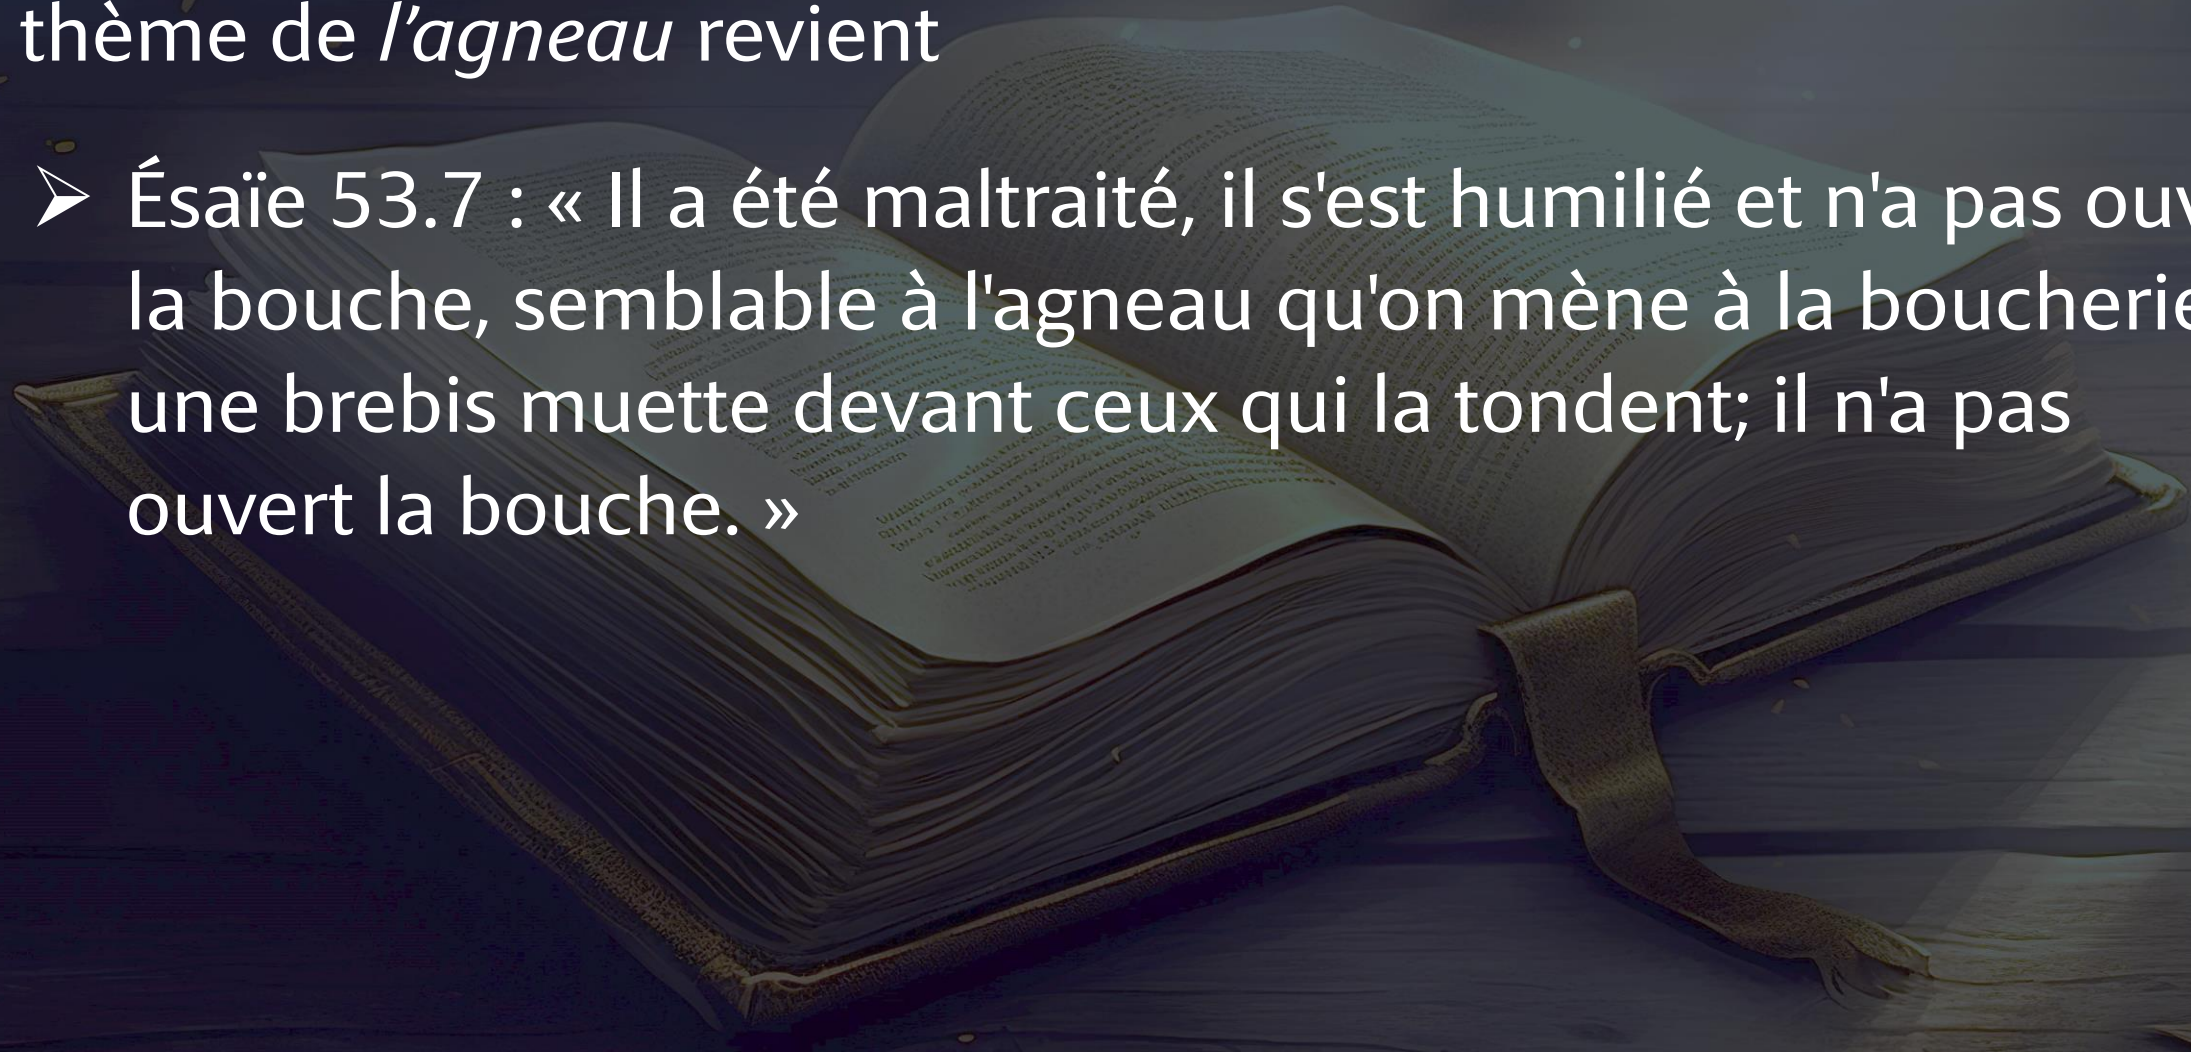 thème de l’agneau revient
➢ Ésaïe 53.7 : « Il a été maltraité, il s'est humilié et n'a pas
la bouche, semblable à l'agneau qu'on mène à la boucherie
une brebis muette devant ceux qui la tondent; il n'a pas
ouvert la bouche. »